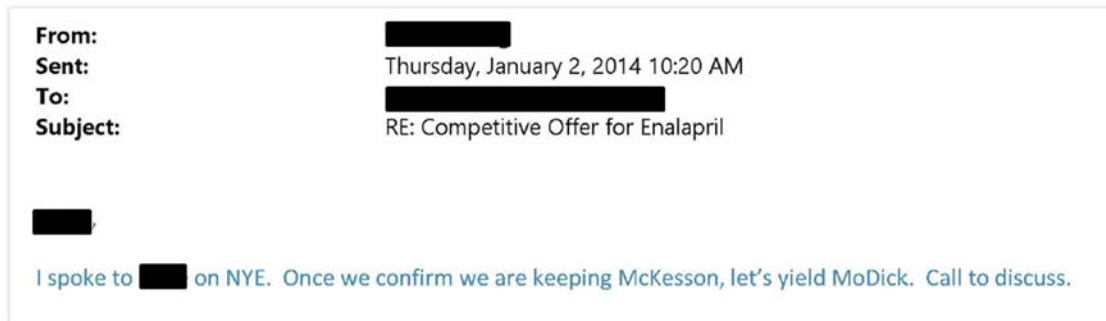 From:
Sent: Thursday, January 2, 2014 10:20 AM
To:
Subject: RE: Competitive Offer for Enalapril
,
I spoke to on NYE. Once we confirm we are keeping McKesson, let's yield MoDick. Call to discuss.